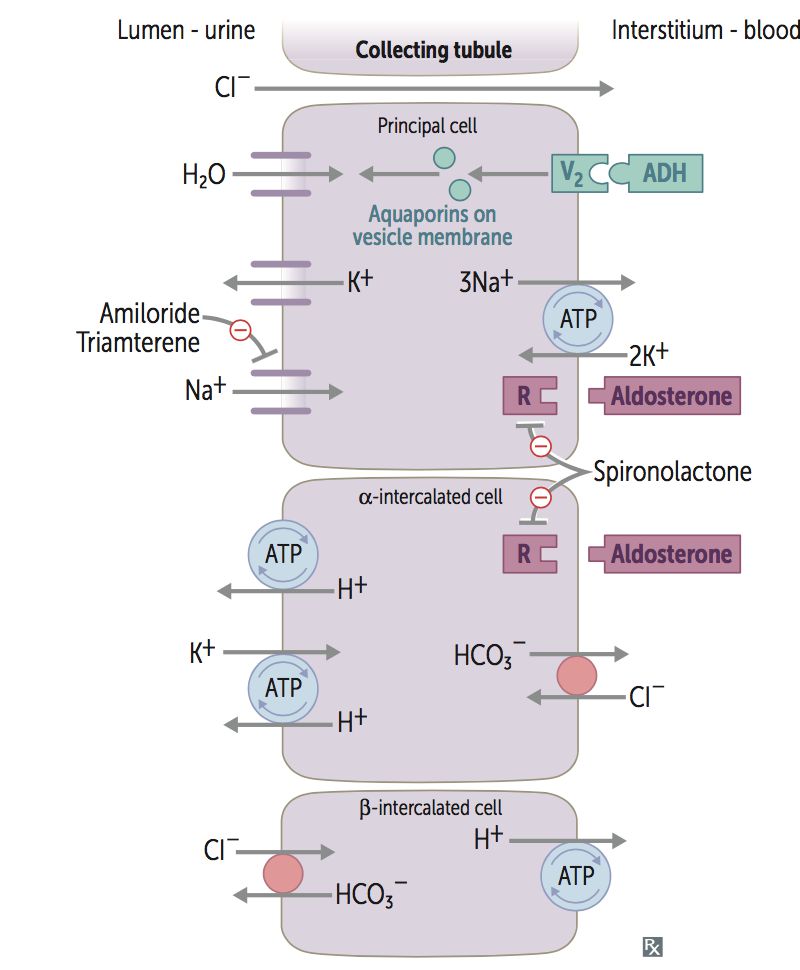 Lumen - urine
Collecting tubule
Interstitium - blood
Cl⁻
Principal cell
H₂O
V₂
ADH
Aquaporins on
vesicle membrane
K⁺
3Na⁺
ATP
2K⁺
Amiloride
Triamterene
Na⁺
R
Aldosterone
Spironolactone
α-intercalated cell
ATP
H⁺
R
Aldosterone
K⁺
ATP
H⁺
HCO₃⁻
Cl⁻
β-intercalated cell
Cl⁻
HCO₃⁻
H⁺
ATP
Rx